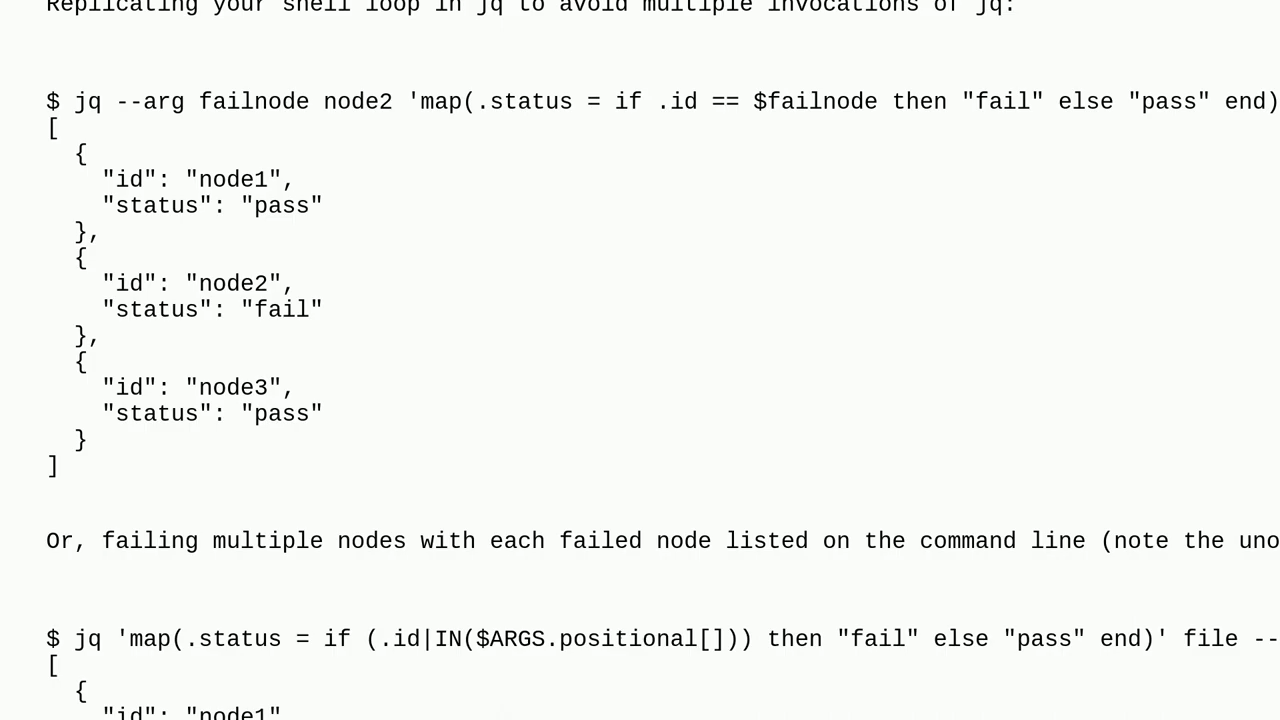 Replicating your shell loop in jq to avoid multiple invocations of jq:
$ jq --arg failnode node2 'map(.status = if .id == $failnode then "fail" else "pass" end)
[
  {
    "id": "node1",
    "status": "pass"
  },
  {
    "id": "node2",
    "status": "fail"
  },
  {
    "id": "node3",
    "status": "pass"
  }
]
Or, failing multiple nodes with each failed node listed on the command line (note the uno
$ jq 'map(.status = if (.id|IN($ARGS.positional[])) then "fail" else "pass" end)' file --
[
  {
    "id": "node1"